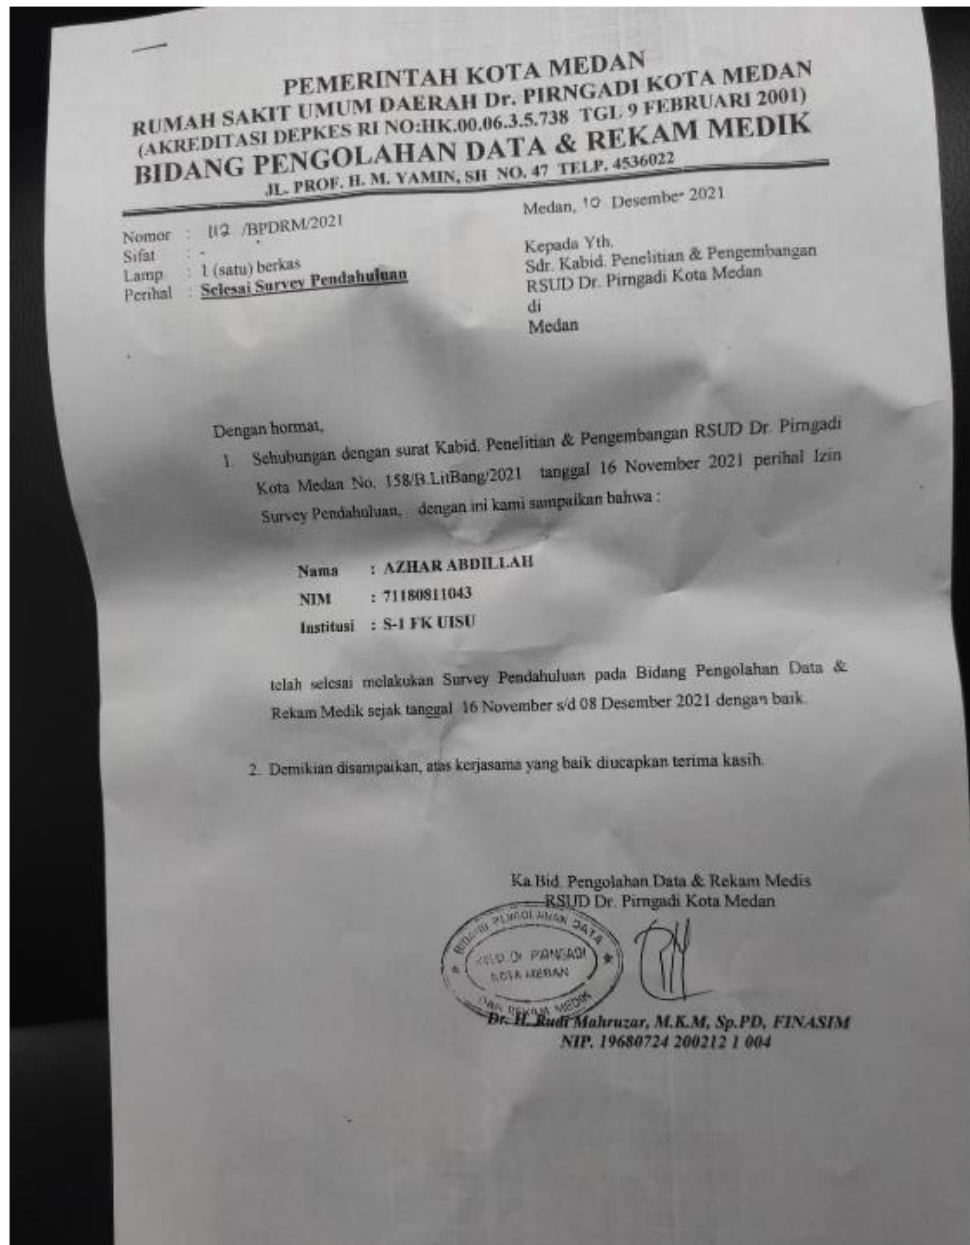 PEMERINTAH KOTA MEDAN
RUMAH SAKIT UMUM DAERAH Dr. PIRNGADI KOTA MEDAN
(AKREDITASI DEPKES RI NO:HK.00.06.3.5.738 TGL 9 FEBRUARI 2001)
BIDANG PENGOLAHAN DATA & REKAM MEDIK
JL. PROF. H. M. YAMIN, SH NO. 47 TELP. 4536022
Medan, 10 Desember 2021
Nomor : 112 /BPDRM/2021
Sifat : -
Lamp : 1 (satu) berkas
Perihal : Selesai Survey Pendahuluan
Kepada Yth.
Sdr. Kabid. Penelitian & Pengembangan
RSUD Dr. Pirngadi Kota Medan
di
Medan
Dengan hormat,
1. Sehubungan dengan surat Kabid. Penelitian & Pengembangan RSUD Dr. Pirngadi
Kota Medan No. 158/B.LitBang/2021 tanggal 16 November 2021 perihal Izin
Survey Pendahuluan, dengan ini kami sampaikan bahwa :
Nama : AZHAR ABDILLAH
NIM : 71180811043
Institusi : S-1 FK UISU
telah selesai melakukan Survey Pendahuluan pada Bidang Pengolahan Data &
Rekam Medik sejak tanggal 16 November s/d 08 Desember 2021 dengan baik.
2. Demikian disampaikan, atas kerjasama yang baik diucapkan terima kasih.
Ka.Bid. Pengolahan Data & Rekam Medis
RSUD Dr. Pirngadi Kota Medan
BIDANG PENGOLAHAN DATA
RSUD. Dr. PIRNGADI
KOTA MEDAN
DAN REKAM MEDIK
Dr. H. Rudi Mahruzar, M.K.M, Sp.PD, FINASIM
NIP. 19680724 200212 1 004